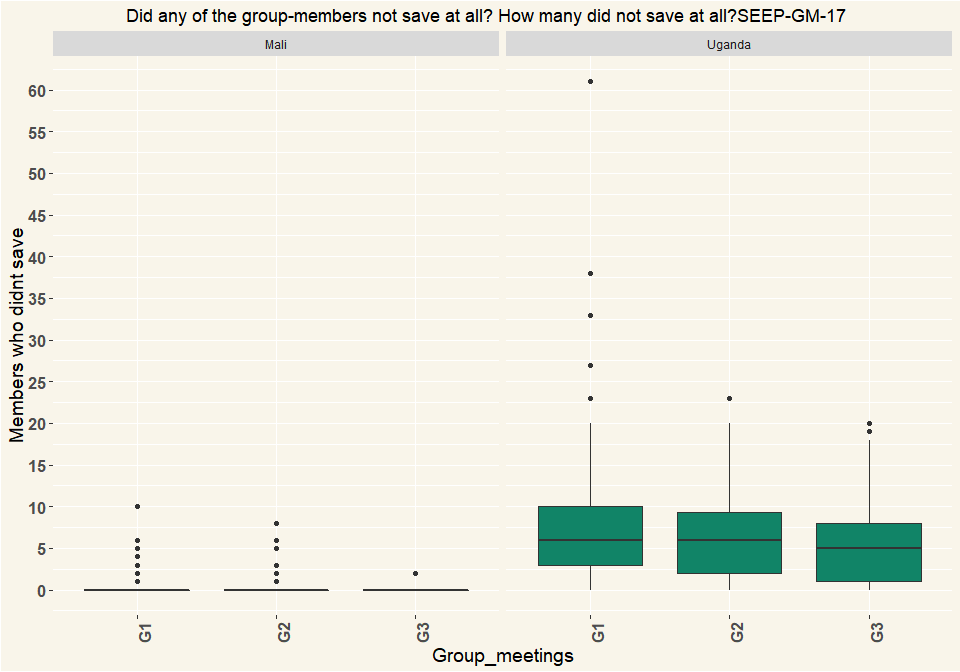 Did any of the group-members not save at all? How many did not save at all?SEEP-GM-17
Mali
Uganda
Members who didnt save
60
55
50
45
40
35
30
25
20
15
10
5
0
G1
G2
G3
G1
G2
G3
Group_meetings